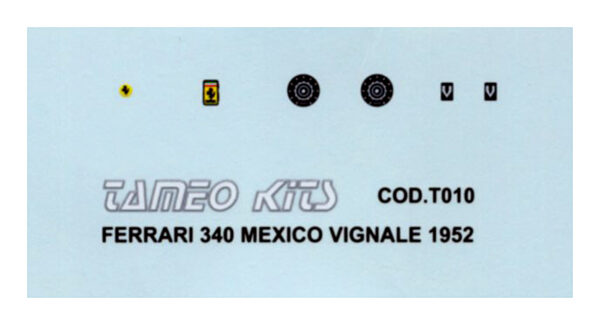 V V
TAMEO KITS COD.T010
FERRARI 340 MEXICO VIGNALE 1952